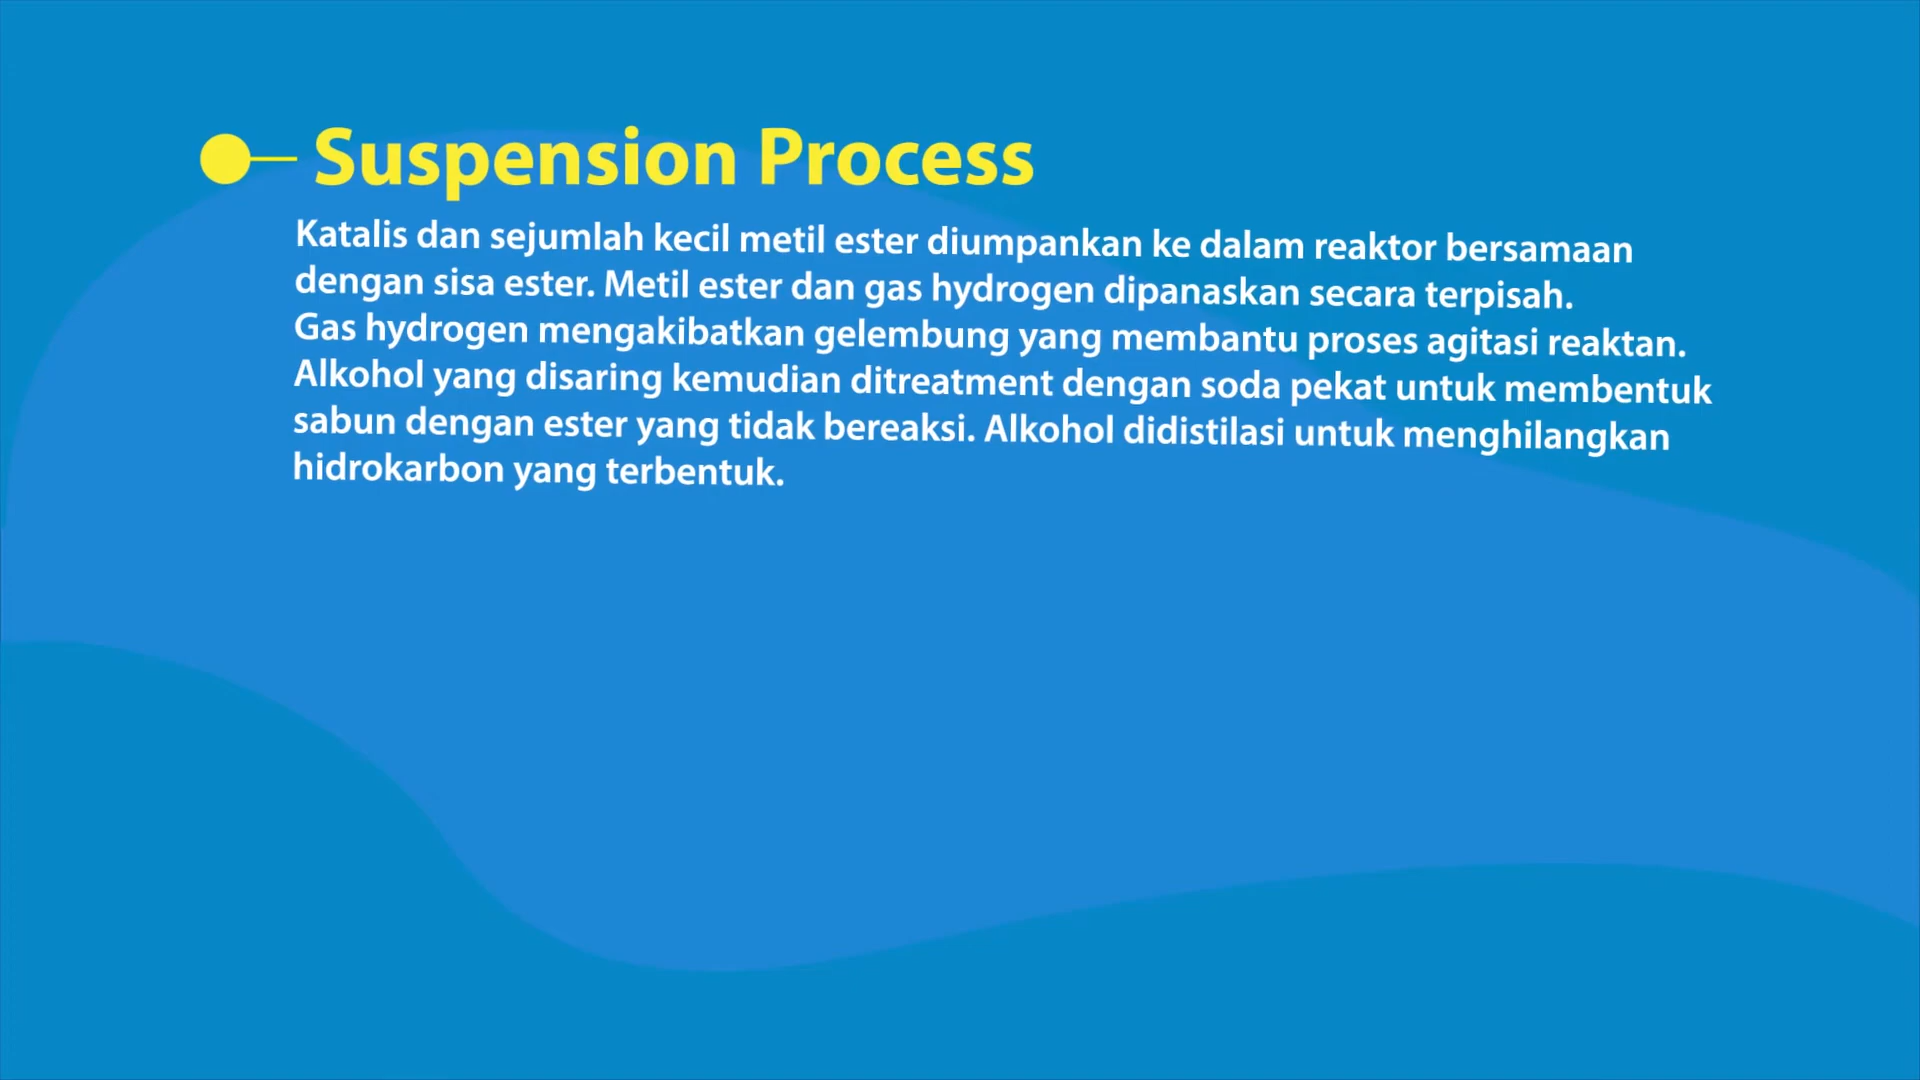 Suspension Process
Katalis dan sejumlah kecil metil ester diumpankan ke dalam reaktor bersamaan
dengan sisa ester. Metil ester dan gas hydrogen dipanaskan secara terpisah.
Gas hydrogen mengakibatkan gelembung yang membantu proses agitasi reaktan.
Alkohol yang disaring kemudian ditreatment dengan soda pekat untuk membentuk
sabun dengan ester yang tidak bereaksi. Alkohol didistilasi untuk menghilangkan
hidrokarbon yang terbentuk.